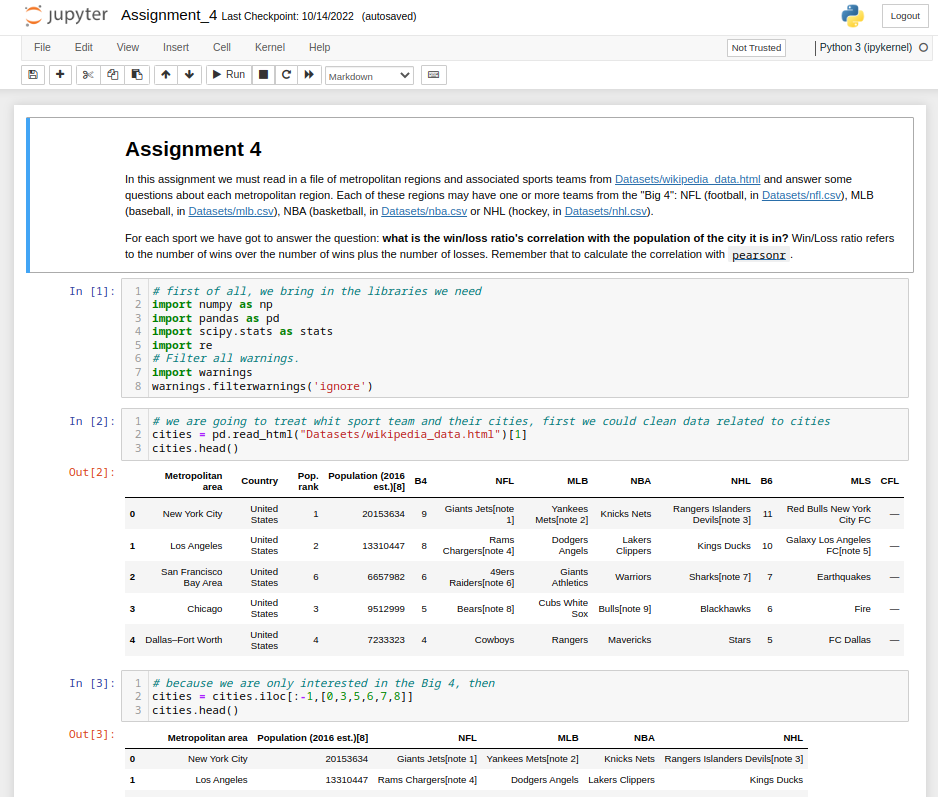 jupyter Assignment_4 Last Checkpoint: 10/14/2022 (autosaved) Logout
File Edit View Insert Cell Kernel Help Not Trusted Python 3 (ipykernel)
Run Markdown
Assignment 4
In this assignment we must read in a file of metropolitan regions and associated sports teams from Datasets/wikipedia_data.html and answer some
questions about each metropolitan region. Each of these regions may have one or more teams from the "Big 4": NFL (football, in Datasets/nfl.csv), MLB
(baseball, in Datasets/mlb.csv), NBA (basketball, in Datasets/nba.csv or NHL (hockey, in Datasets/nhl.csv).
For each sport we have got to answer the question: what is the win/loss ratio's correlation with the population of the city it is in? Win/Loss ratio refers
to the number of wins over the number of wins plus the number of losses. Remember that to calculate the correlation with pearsonr.
In [1]:
1 # first of all, we bring in the libraries we need
2 import numpy as np
3 import pandas as pd
4 import scipy.stats as stats
5 import re
6 # Filter all warnings.
7 import warnings
8 warnings.filterwarnings('ignore')
In [2]:
1 # we are going to treat whit sport team and their cities, first we could clean data related to cities
2 cities = pd.read_html("Datasets/wikipedia_data.html")[1]
3 cities.head()
Out[2]:
Metropolitan area Country Pop. rank Population (2016 est.)[8] B4 NFL MLB NBA NHL B6 MLS CFL
0 New York City United States 1 20153634 9 Giants Jets[note 1] Yankees Mets[note 2] Knicks Nets Rangers Islanders Devils[note 3] 11 Red Bulls New York City FC —
1 Los Angeles United States 2 13310447 8 Rams Chargers[note 4] Dodgers Angels Lakers Clippers Kings Ducks 10 Galaxy Los Angeles FC[note 5] —
2 San Francisco Bay Area United States 6 6657982 6 49ers Raiders[note 6] Giants Athletics Warriors Sharks[note 7] 7 Earthquakes —
3 Chicago United States 3 9512999 5 Bears[note 8] Cubs White Sox Bulls[note 9] Blackhawks 6 Fire —
4 Dallas–Fort Worth United States 4 7233323 4 Cowboys Rangers Mavericks Stars 5 FC Dallas —
In [3]:
1 # because we are only interested in the Big 4, then
2 cities = cities.iloc[:-1,[0,3,5,6,7,8]]
3 cities.head()
Out[3]:
Metropolitan area Population (2016 est.)[8] NFL MLB NBA NHL
0 New York City 20153634 Giants Jets[note 1] Yankees Mets[note 2] Knicks Nets Rangers Islanders Devils[note 3]
1 Los Angeles 13310447 Rams Chargers[note 4] Dodgers Angels Lakers Clippers Kings Ducks